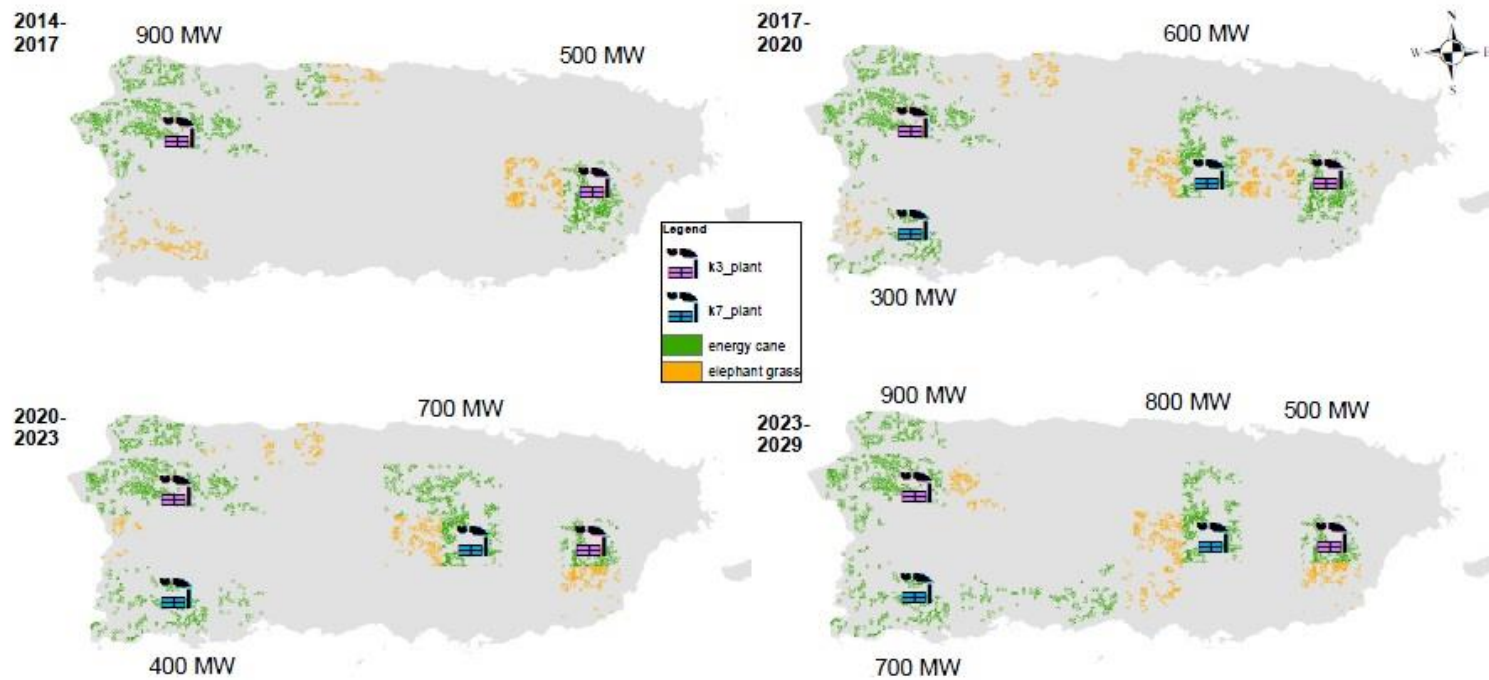 2014-
2017
900 MW
500 MW
2017-
2020
600 MW
N
W
E
S
300 MW
Legend
k3_plant
k7_plant
energy cane
elephant grass
2020-
2023
700 MW
400 MW
2023-
2029
900 MW
800 MW
500 MW
700 MW